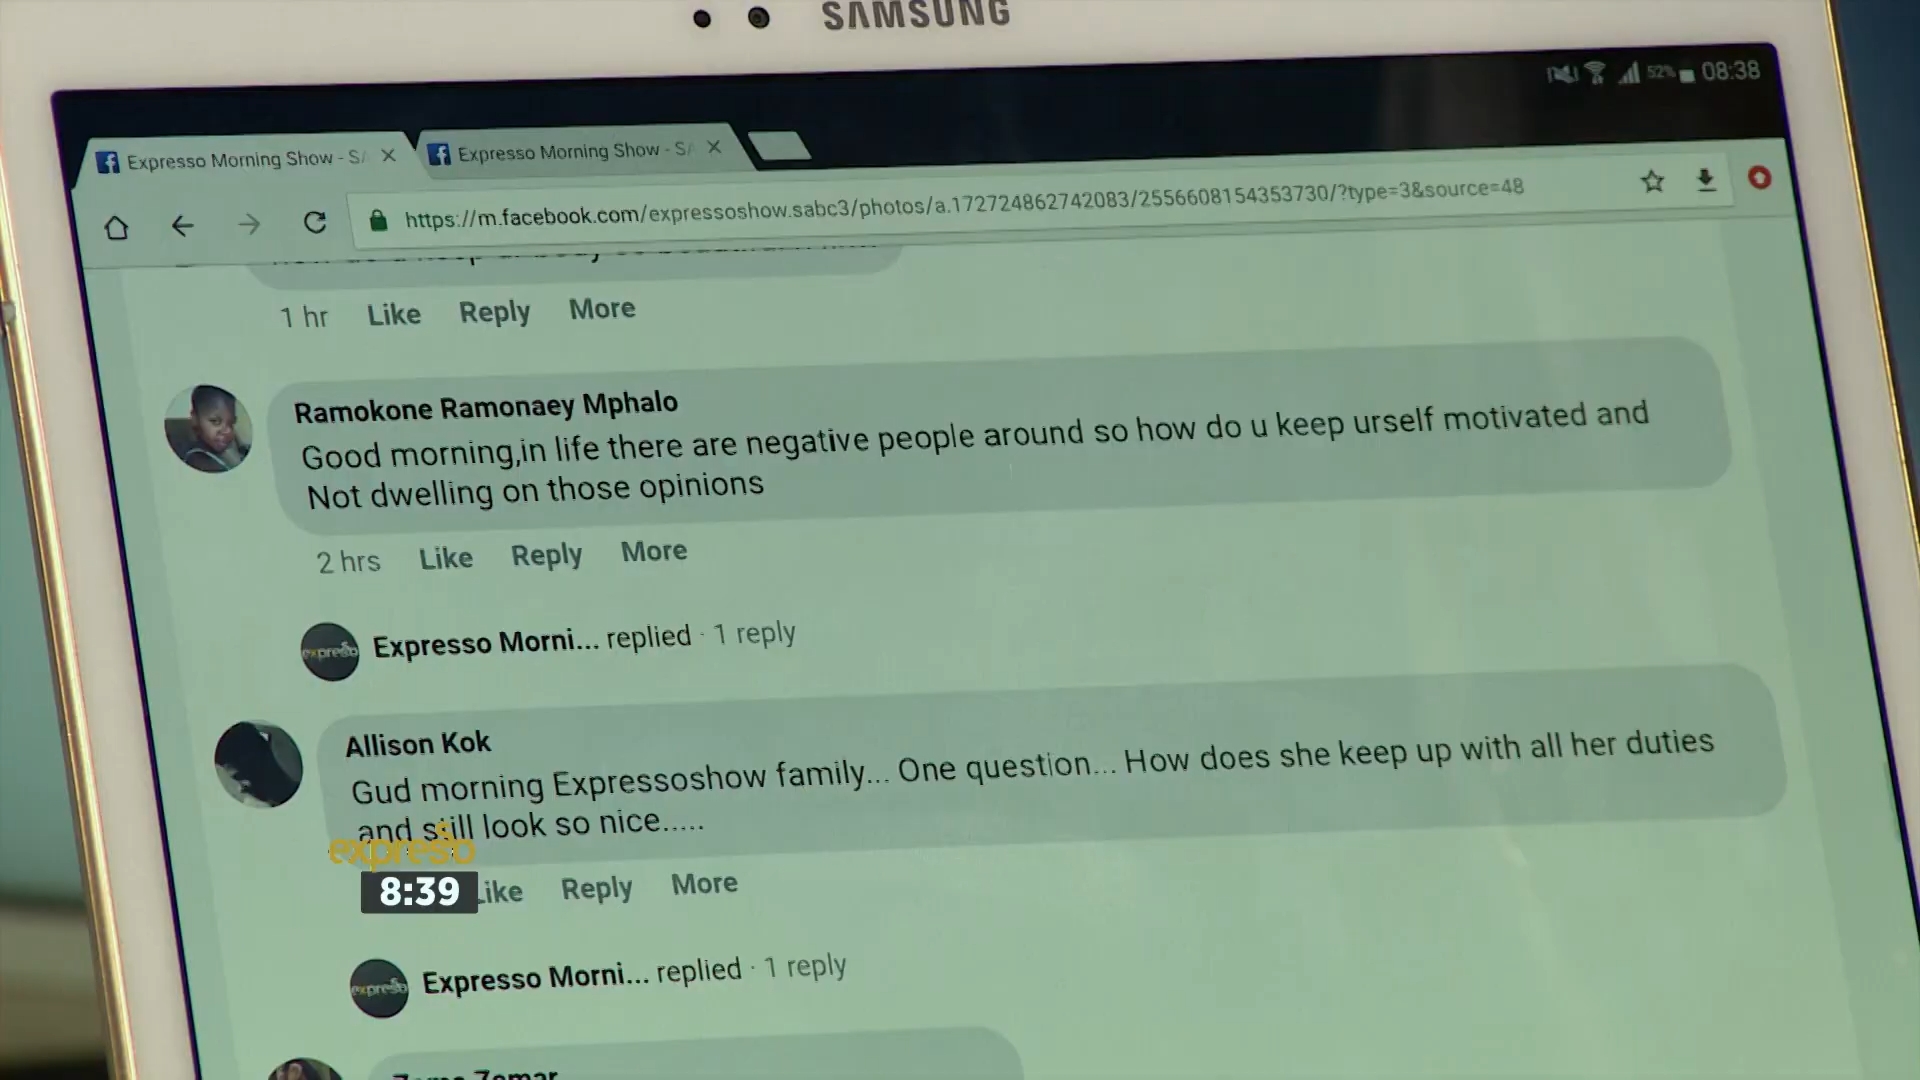 SAMSUNG
52% 08:38
Expresso Morning Show - SA
Expresso Morning Show - SA
https://m.facebook.com/expressoshow.sabc3/photos/a.172724862742083/2556608154353730/?type=3&source=48
1 hr Like Reply More
Ramokone Ramonaey Mphalo
Good morning,in life there are negative people around so how do u keep urself motivated and
Not dwelling on those opinions
2 hrs Like Reply More
expresso
Expresso Morni... replied · 1 reply
Allison Kok
Gud morning Expressoshow family... One question... How does she keep up with all her duties
and still look so nice.....
expresso
8:39
Like Reply More
expresso
Expresso Morni... replied · 1 reply
Zomar